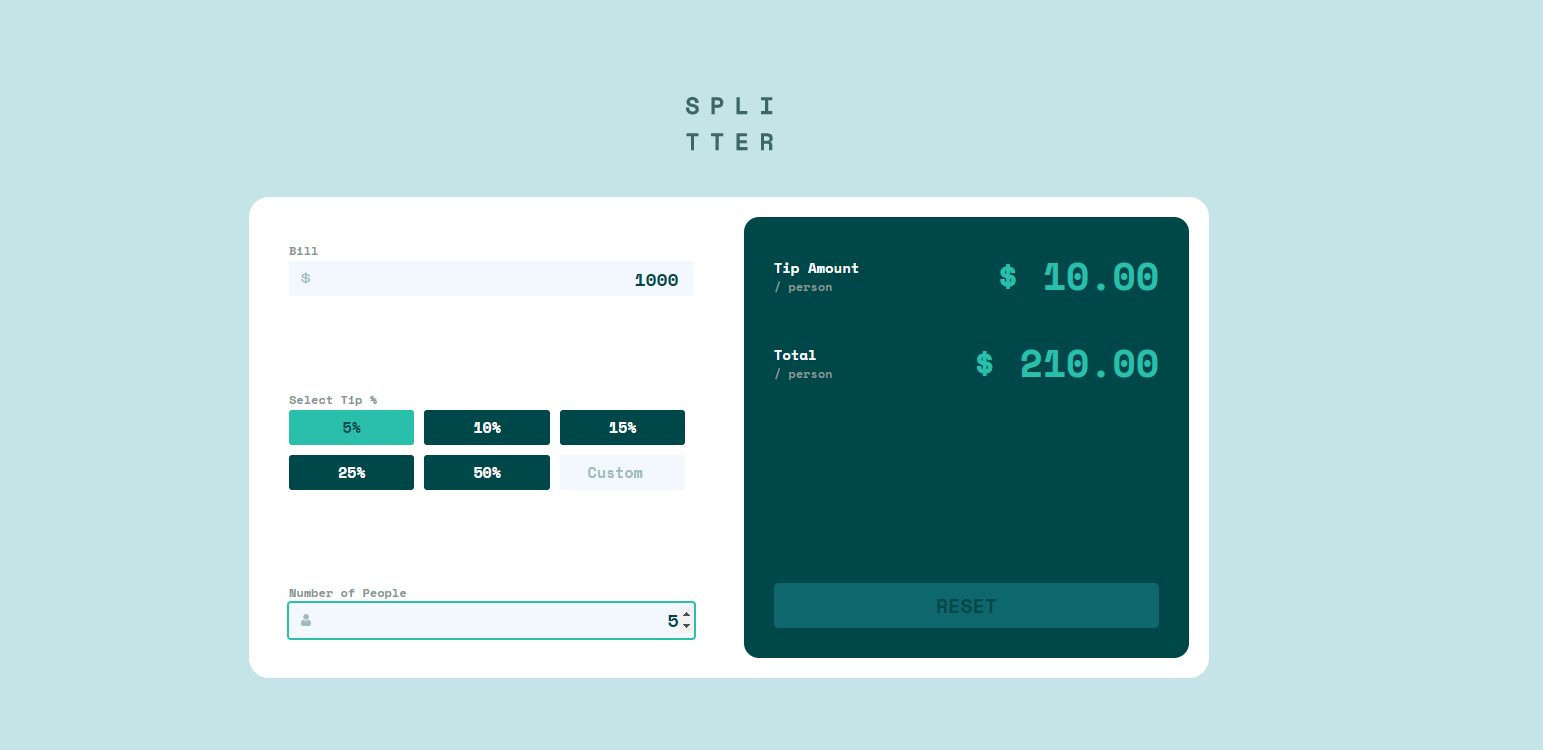 SPLI
TTER
Bill
$ 1000
Select Tip %
5% 10% 15%
25% 50% Custom
Number of People
5
Tip Amount
/ person
$ 10.00
Total
/ person
$ 210.00
RESET